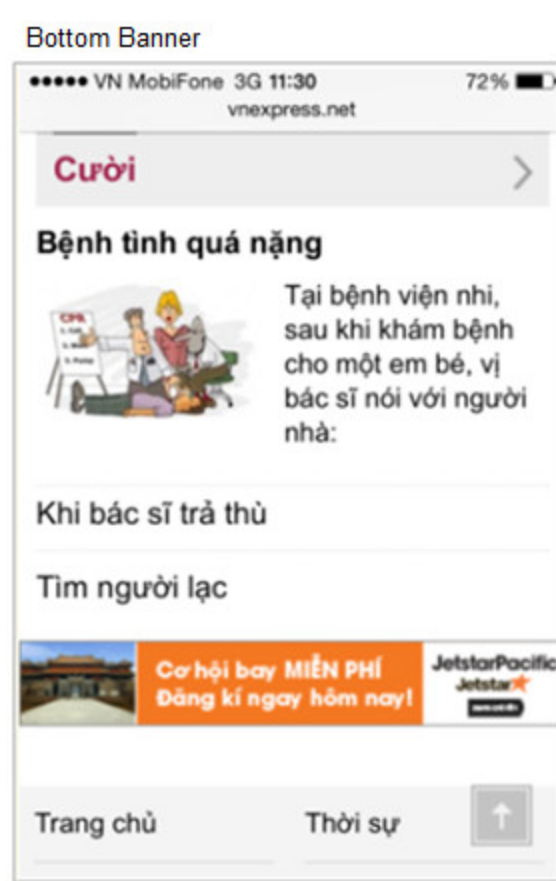 Bottom Banner
VN MobiFone 3G 11:30 72%
vnexpress.net
Cười
Bệnh tình quá nặng
CPR
Tại bệnh viện nhi,
sau khi khám bệnh
cho một em bé, vị
bác sĩ nói với người
nhà:
Khi bác sĩ trả thù
Tìm người lạc
Cơ hội bay MIỄN PHÍ
Đăng kí ngay hôm nay!
JetstarPacific
Jetstar
Trang chủ
Thời sự